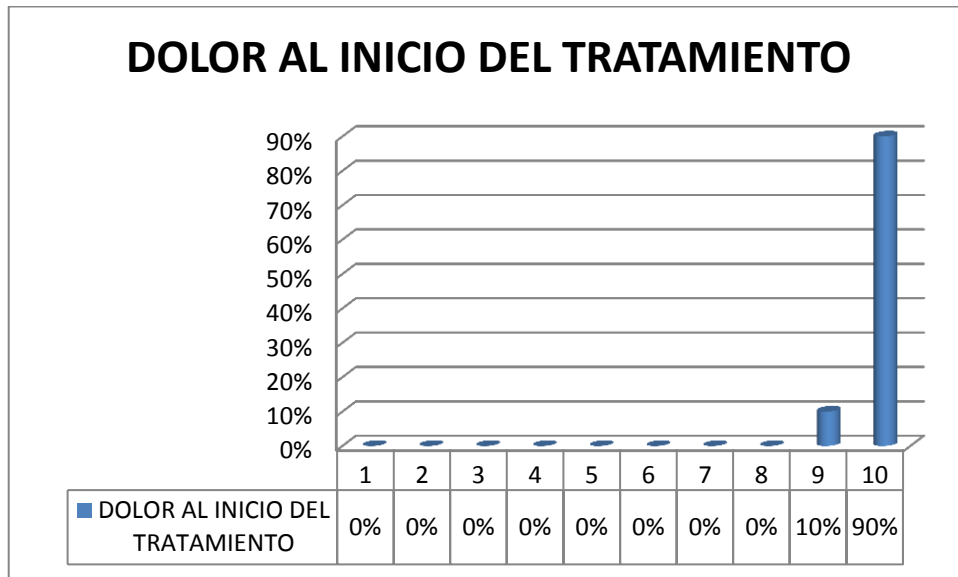 DOLOR AL INICIO DEL TRATAMIENTO
90%
80%
70%
60%
50%
40%
30%
20%
10%
0%
1 2 3 4 5 6 7 8 9 10
DOLOR AL INICIO DEL
TRATAMIENTO
0% 0% 0% 0% 0% 0% 0% 0% 10% 90%